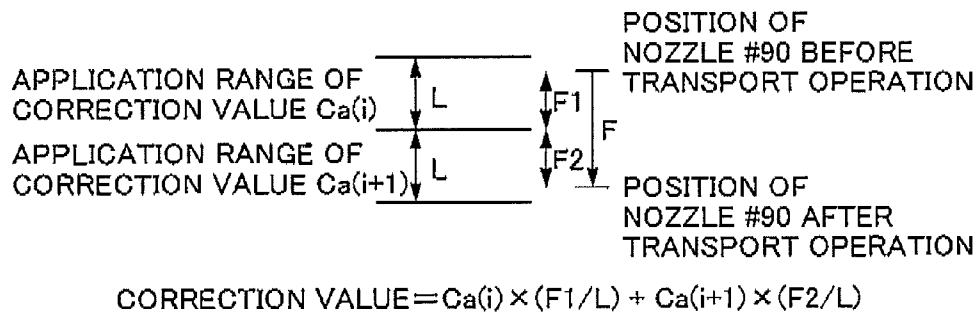 POSITION OF
NOZZLE #90 BEFORE
TRANSPORT OPERATION
APPLICATION RANGE OF
CORRECTION VALUE Ca(i)
L
F1
F
APPLICATION RANGE OF
CORRECTION VALUE Ca(i+1)
L
F2
POSITION OF
NOZZLE #90 AFTER
TRANSPORT OPERATION
CORRECTION VALUE=Ca(i)×(F1/L) + Ca(i+1)×(F2/L)